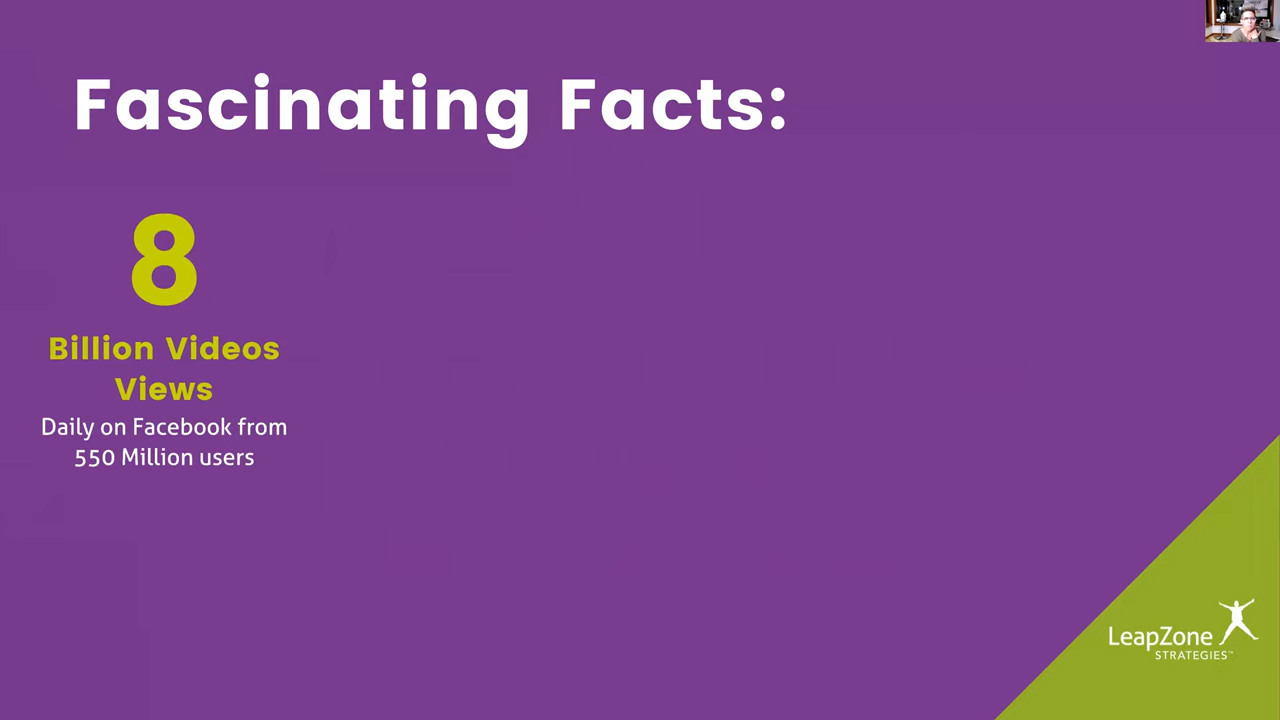 Fascinating Facts:
8
Billion Videos
Views
Daily on Facebook from
550 Million users
LeapZone
STRATEGIES™